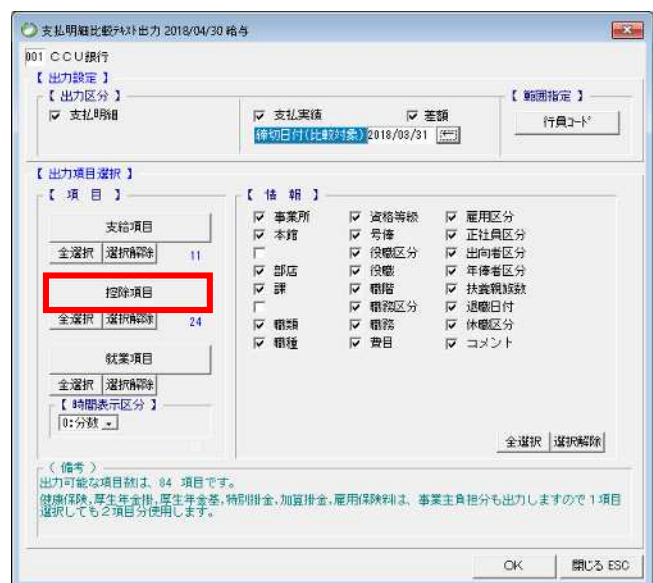 支払明細比較ﾃｷｽﾄ出力 2018/04/30 給与
001 CCU銀行
【 出力設定 】
【 出力区分 】
支払明細
支払実績 差額
締切日付(比較対象) 2018/03/31
【 範囲指定 】
行員ｺｰﾄﾞ
【 出力項目選択 】
【 項 目 】
支給項目
全選択 選択解除 11
控除項目
全選択 選択解除 24
就業項目
全選択 選択解除
【 時間表示区分 】
0:分数
【 情 報 】
事業所 資格等級 雇用区分
本籍 号俸 正社員区分
役職区分 出向者区分
部店 役職 年俸者区分
課 職階 扶養親族数
職務区分 退職日付
職類 職務 休職区分
職種 費目 コメント
全選択 選択解除
( 備考 )
出力可能な項目数は、84 項目です。
健康保険,厚生年金掛,厚生年金基,特別掛金,加算掛金,雇用保険料は、事業主負担分も出力しますので1項目
選択しても2項目分使用します。
OK 閉じる ESC